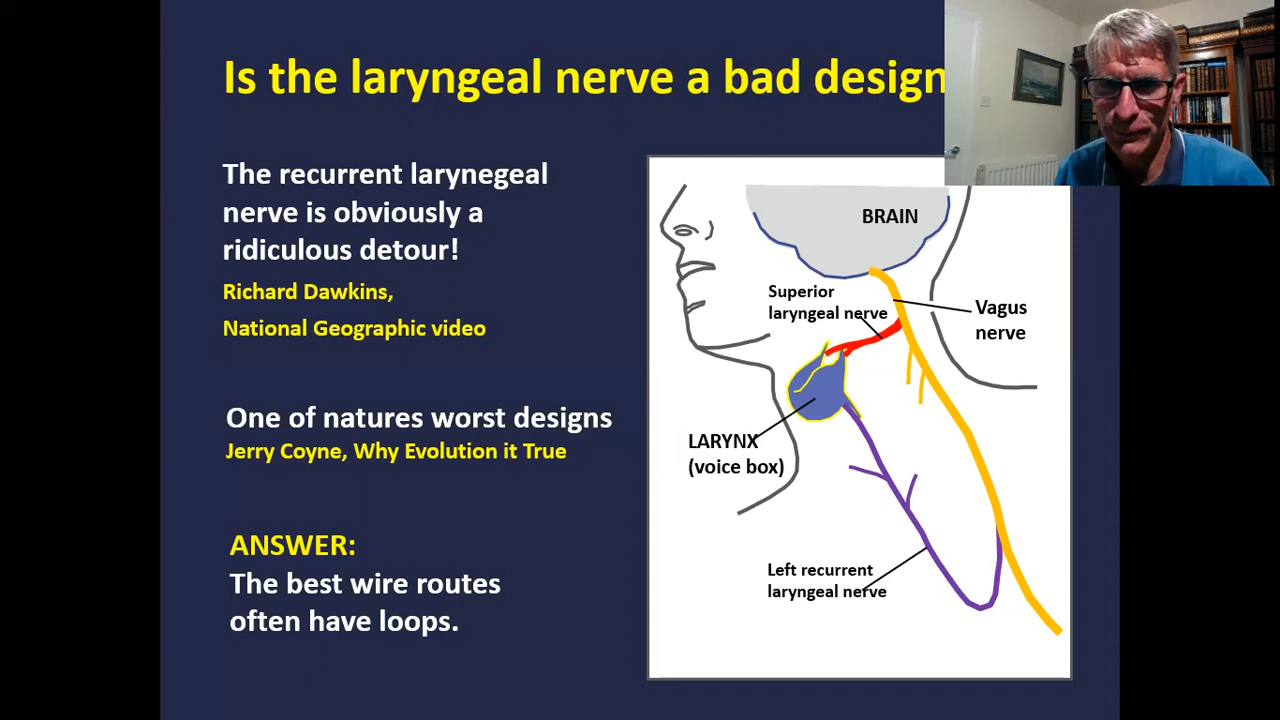 Is the laryngeal nerve a bad design
The recurrent larynegeal
nerve is obviously a
ridiculous detour!
Richard Dawkins,
National Geographic video
One of natures worst designs
Jerry Coyne, Why Evolution it True
ANSWER:
The best wire routes
often have loops.
BRAIN
Superior
laryngeal nerve
Vagus
nerve
LARYNX
(voice box)
Left recurrent
laryngeal nerve